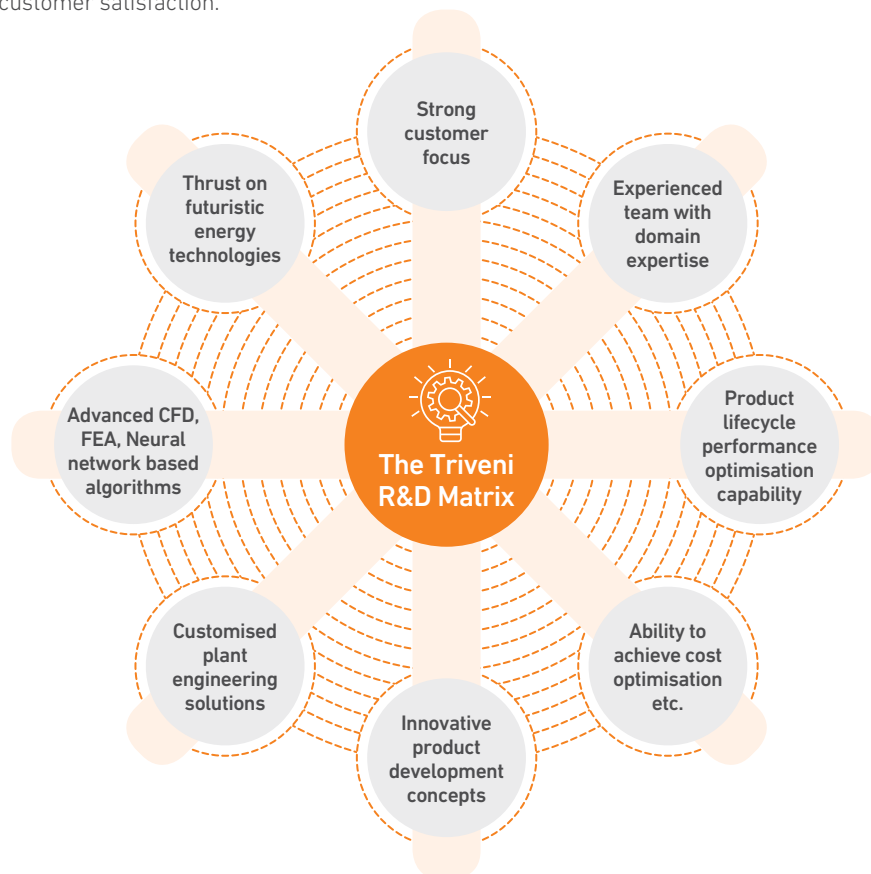 customer satisfaction.
Strong
customer
focus
Experienced
team with
domain
expertise
Product
lifecycle
performance
optimisation
capability
Ability to
achieve cost
optimisation
etc.
Innovative
product
development
concepts
Customised
plant
engineering
solutions
Advanced CFD,
FEA, Neural
network based
algorithms
Thrust on
futuristic
energy
technologies
The Triveni
R&D Matrix